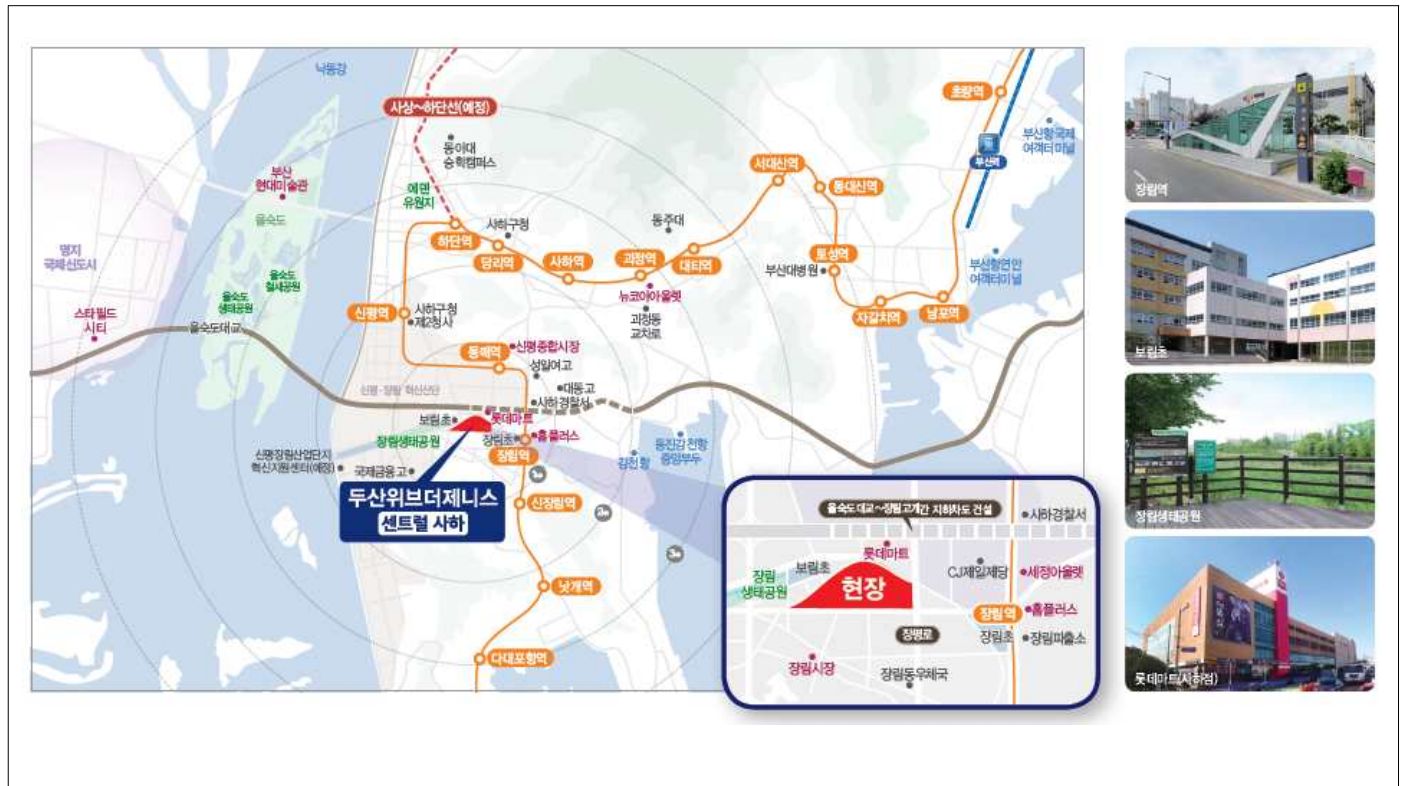 낙동강
사상~하단선(예정)
동아대
승학캠퍼스
부산
현대미술관
을숙도
에덴
유원지
초량역
부산역
부산항국제
여객터미널
서대신역
동대신역
명지
국제신도시
하단역
사하구청
당리역
사하역
괴정역
동주대
대티역
토성역
부산대병원
부산항연안
여객터미널
을숙도
철새공원
을숙도
생태공원
뉴코아아울렛
괴정동
교차로
자갈치역
남포역
스타필드
시티
을숙도대교
신평역
사하구청
제2청사
동매역
신평종합시장
성일여고
대동고
사하경찰서
신평·장림 혁신산단
보림초
롯데마트
장림생태공원
장림초
홈플러스
장림역
신평장림산업단지
혁신지원센터(예정)
국제금융고
감천항
동진감천항
중앙부두
두산위브더제니스
센트럴 사하
신장림역
1㎞
2㎞
3㎞
낫개역
다대포항역
을숙도대교~장림고개간 지하차도 건설
사하경찰서
롯데마트
보림초
장림
생태공원
현장
CJ제일제당
세정아울렛
장림역
홈플러스
장평로
장림초
장림파출소
장림시장
장림동우체국
장림역
보림초
장림생태공원
롯데마트(사하점)